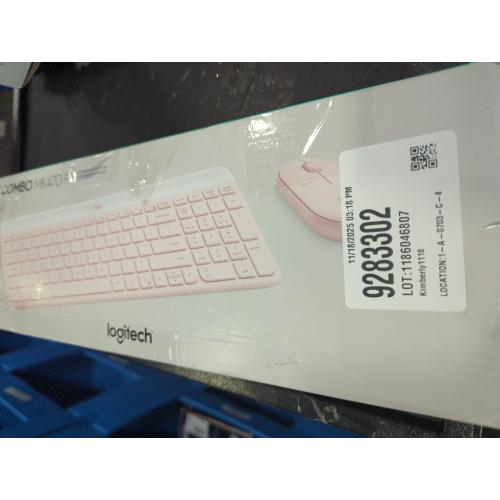 COMBO MK470
logitech
11/18/2025 03:18 PM
9283302
LOT:1186046807
Kimberly1118
LOCATION:1-A-0703-C-4